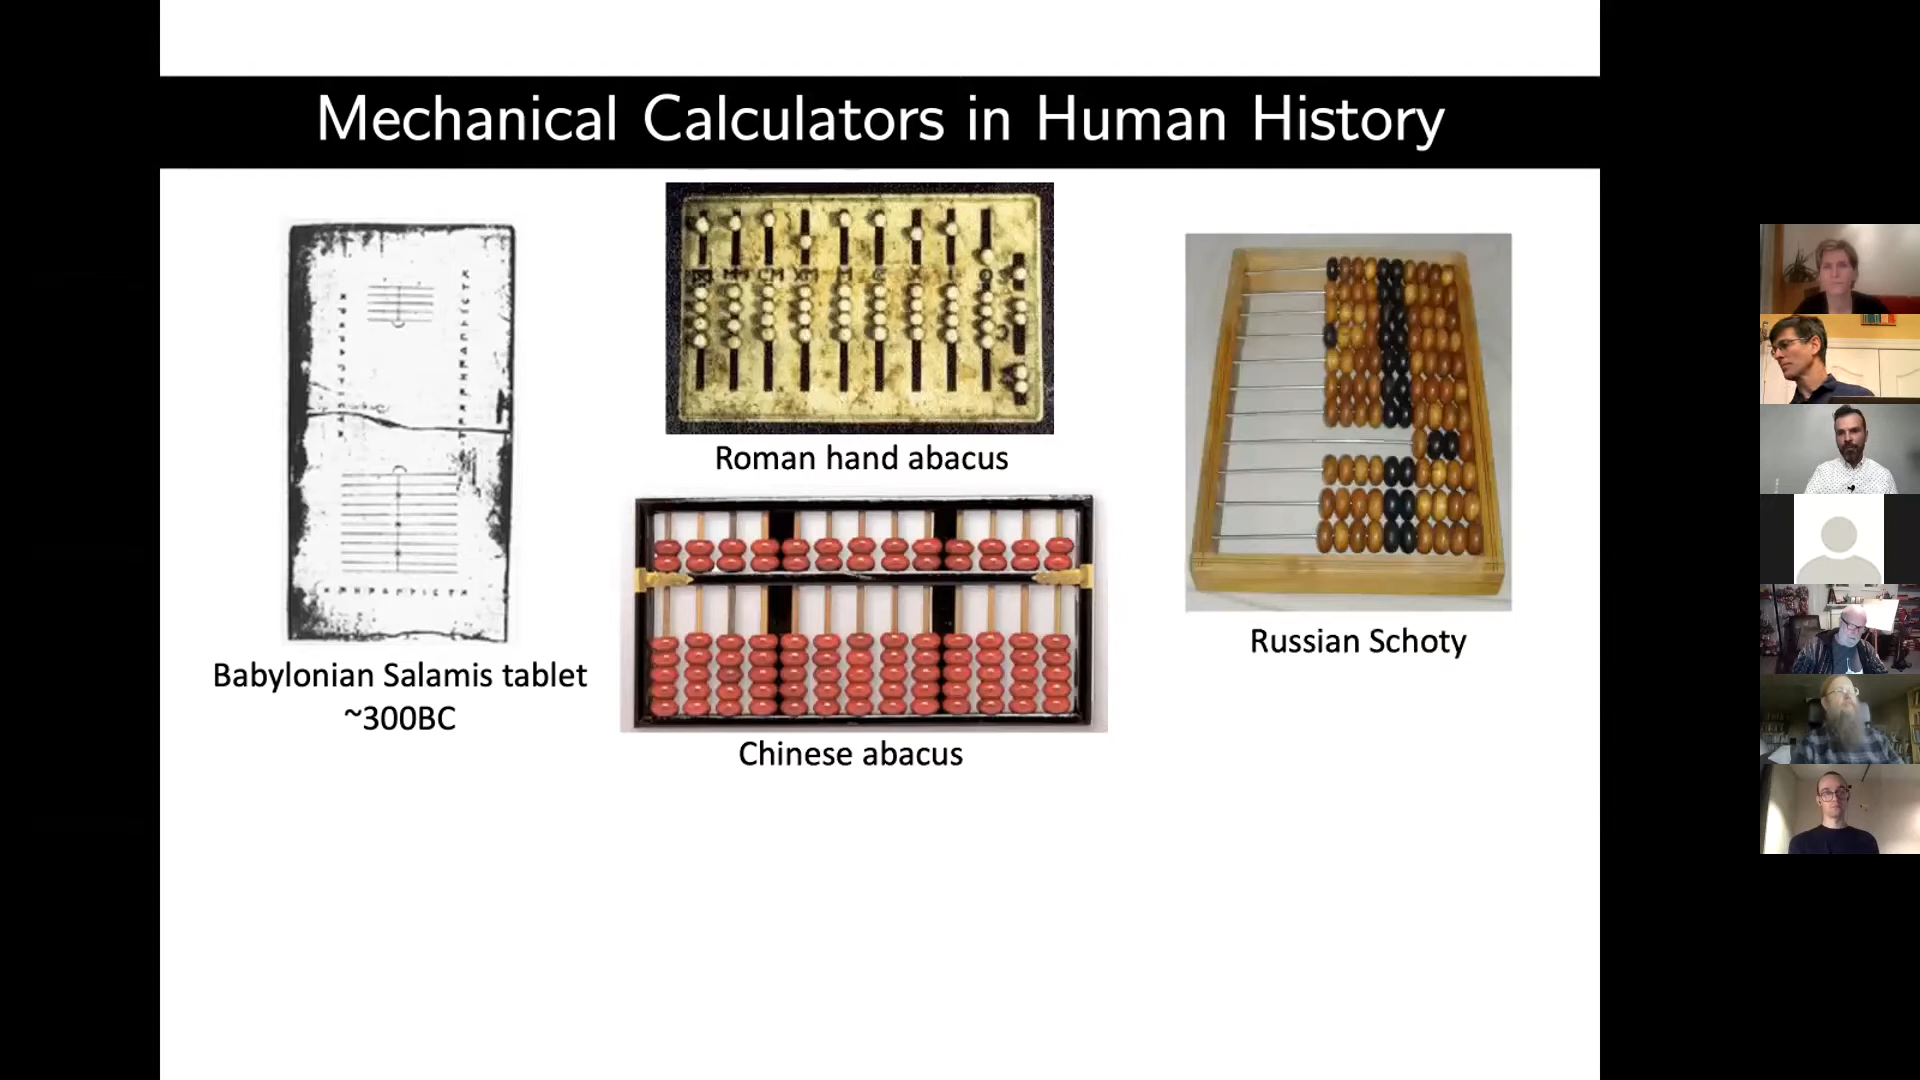 Mechanical Calculators in Human History
Roman hand abacus
Babylonian Salamis tablet
~300BC
Chinese abacus
Russian Schoty